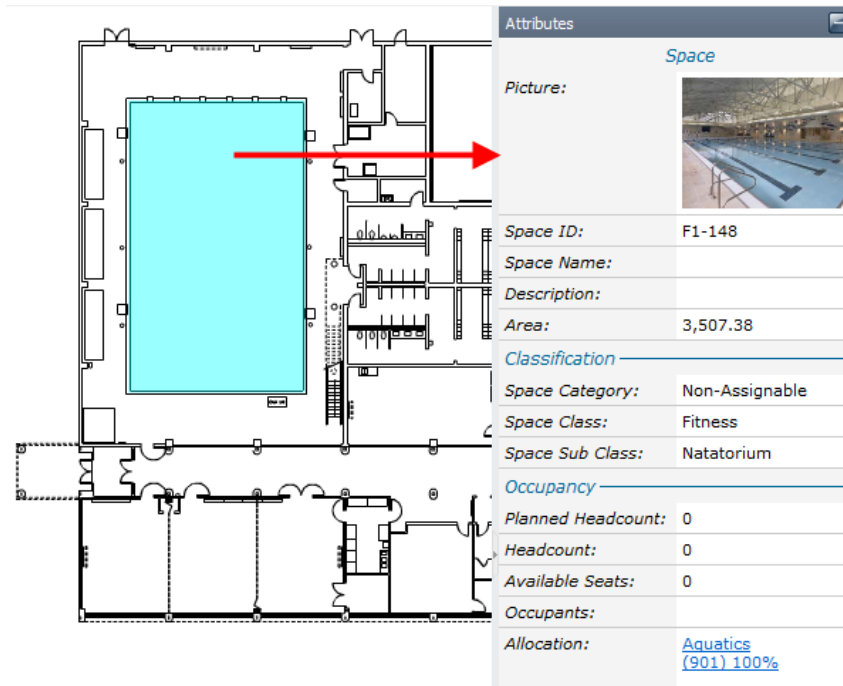 Attributes
Space
Picture:
Space ID: F1-148
Space Name:
Description:
Area: 3,507.38
Classification
Space Category: Non-Assignable
Space Class: Fitness
Space Sub Class: Natatorium
Occupancy
Planned Headcount: 0
Headcount: 0
Available Seats: 0
Occupants:
Allocation: Aquatics
(901) 100%